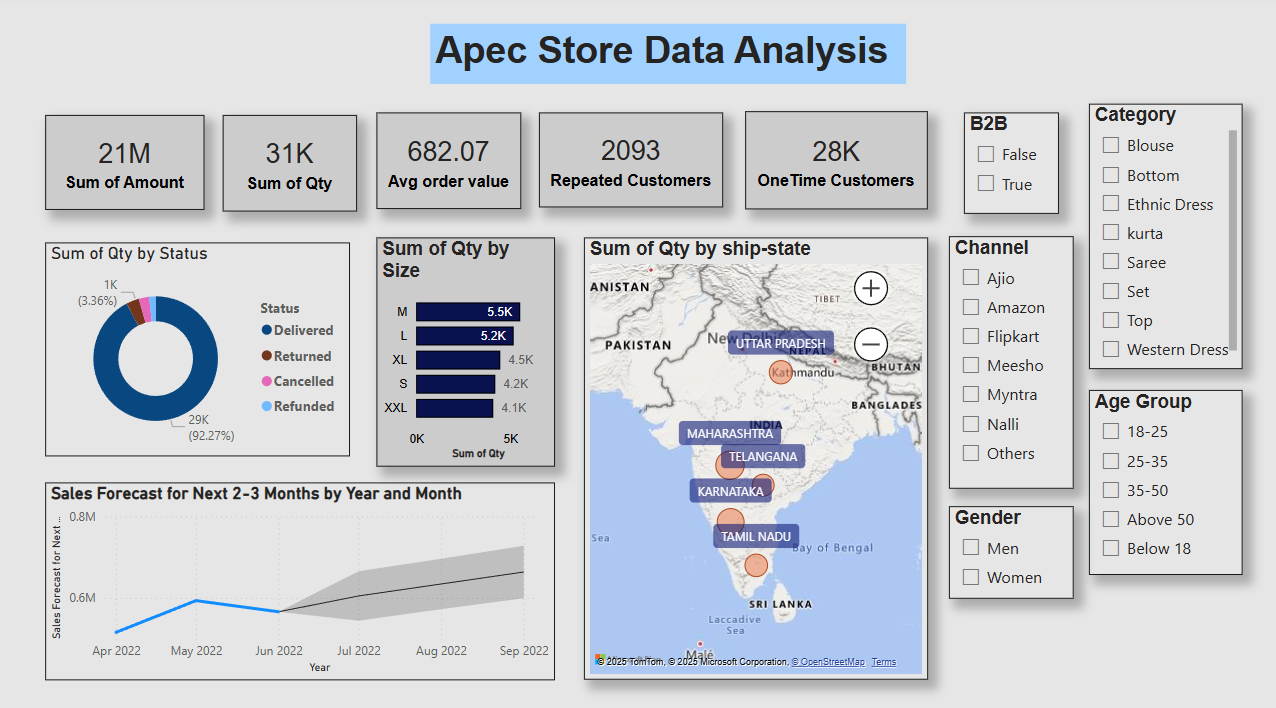 Apec Store Data Analysis
21M
Sum of Amount
31K
Sum of Qty
682.07
Avg order value
2093
Repeated Customers
28K
OneTime Customers
B2B
False
True
Category
Blouse
Bottom
Ethnic Dress
kurta
Saree
Set
Top
Western Dress
Sum of Qty by Status
1K
(3.36%)
29K
(92.27%)
Status
Delivered
Returned
Cancelled
Refunded
Sum of Qty by
Size
M 5.5K
L 5.2K
XL 4.5K
S 4.2K
XXL 4.1K
0K 5K
Sum of Qty
Sum of Qty by ship-state
ANISTAN
TIBET
PAKISTAN
New Delhi
UTTAR PRADESH
NEPAL
Kathmandu
BHUTAN
BANGLADES
INDIA
MAHARASHTRA
TELANGANA
KARNATAKA
TAMIL NADU
Sea
Bay of Bengal
SRI LANKA
Laccadive
Sea
Malé
© 2025 TomTom, © 2025 Microsoft Corporation, © OpenStreetMap Terms
Channel
Ajio
Amazon
Flipkart
Meesho
Myntra
Nalli
Others
Age Group
18-25
25-35
35-50
Above 50
Below 18
Gender
Men
Women
Sales Forecast for Next 2-3 Months by Year and Month
Sales Forecast for Next ...
0.8M
0.6M
Apr 2022 May 2022 Jun 2022 Jul 2022 Aug 2022 Sep 2022
Year